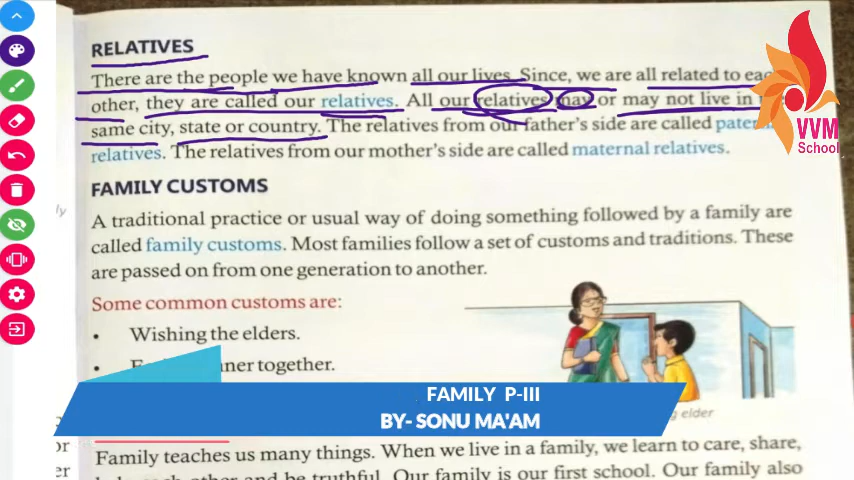 RELATIVES
There are the people we have known all our lives. Since, we are all related to
other, they are called our relatives. All our relatives may or may not live in
same city, state or country. The relatives from our father's side are called
relatives. The relatives from our mother's side are called maternal relatives.
VVM
School
FAMILY CUSTOMS
A traditional practice or usual way of doing something followed by a family are
called family customs. Most families follow a set of customs and traditions. These
are passed on from one generation to another.
Some common customs are:
• Wishing the elders.
• together.
FAMILY P-III
BY- SONU MA'AM
elder
Family teaches us many things. When we live in a family, we learn to care, share,
be truthful. Our family is our first school. Our family also